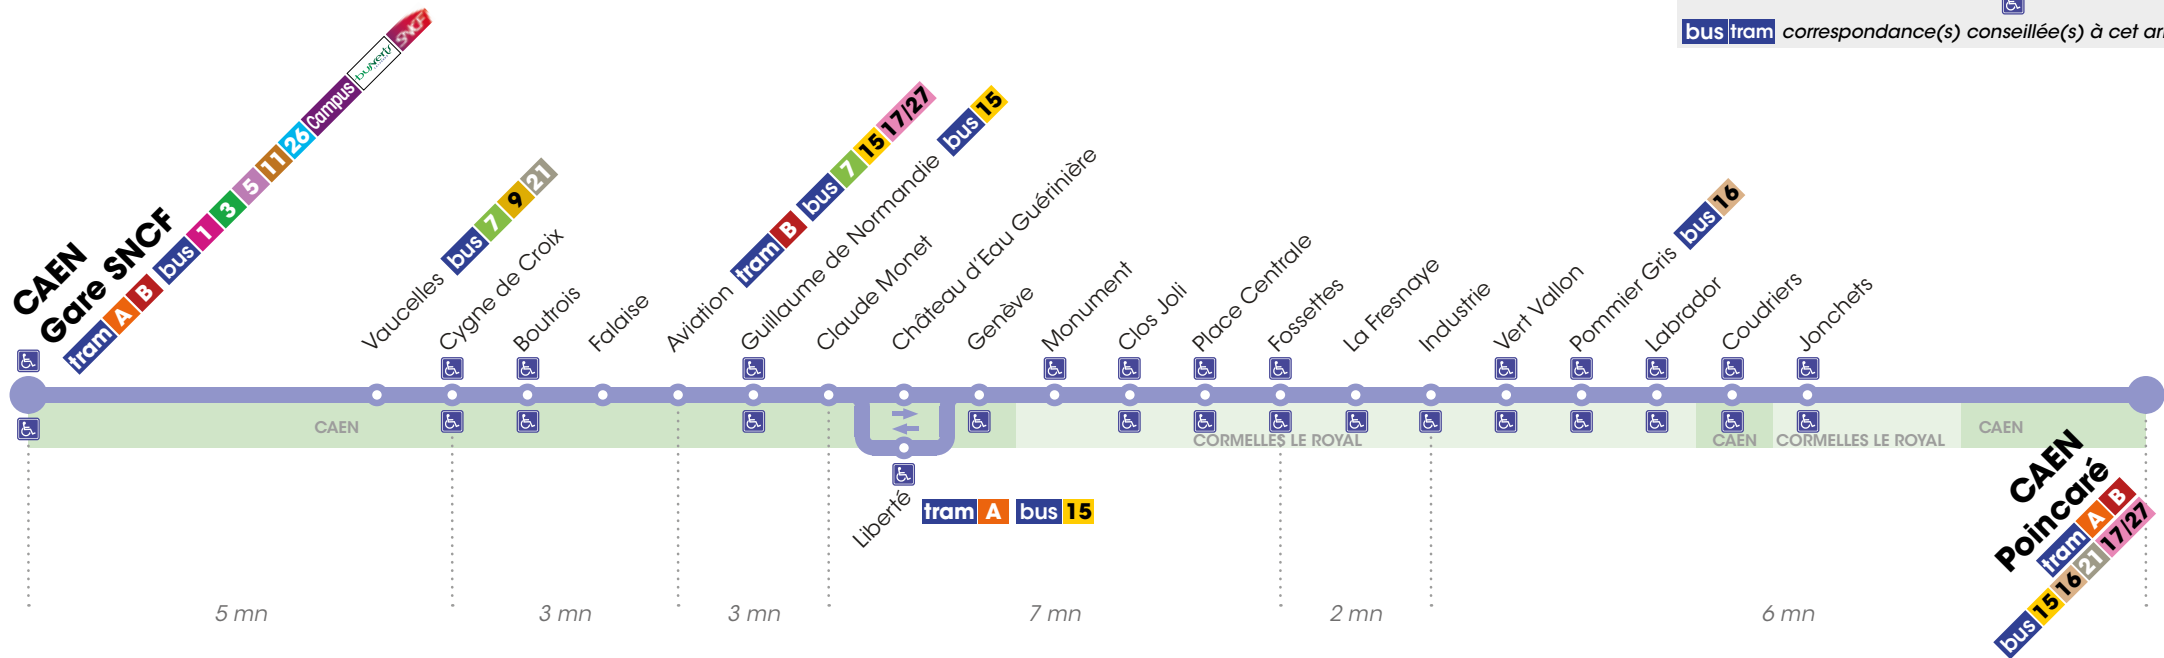 bus tram correspondance(s) conseillée(s) à cet
CAEN
Gare SNCF
tram A B bus 1 3 5 11 26 Campus busverts SNCF
Vaucelles bus 7 9 21
Cygne de Croix
Boutrois
Falaise
Aviation tram B bus 7 15 17/27
Guillaume de Normandie bus 15
Claude Monet
Château d'Eau Guérinière
Genève
Monument
Clos Joli
Place Centrale
Fossettes
La Fresnaye
Industrie
Vert Vallon
Pommier Gris bus 16
Labrador
Coudriers
Jonchets
CAEN
CORMELLES LE ROYAL
CAEN
CORMELLES LE ROYAL
CAEN
Liberté tram A bus 15
CAEN
Poincaré
tram A B
bus 15 16 21 17/27
5 mn
3 mn
3 mn
7 mn
2 mn
6 mn